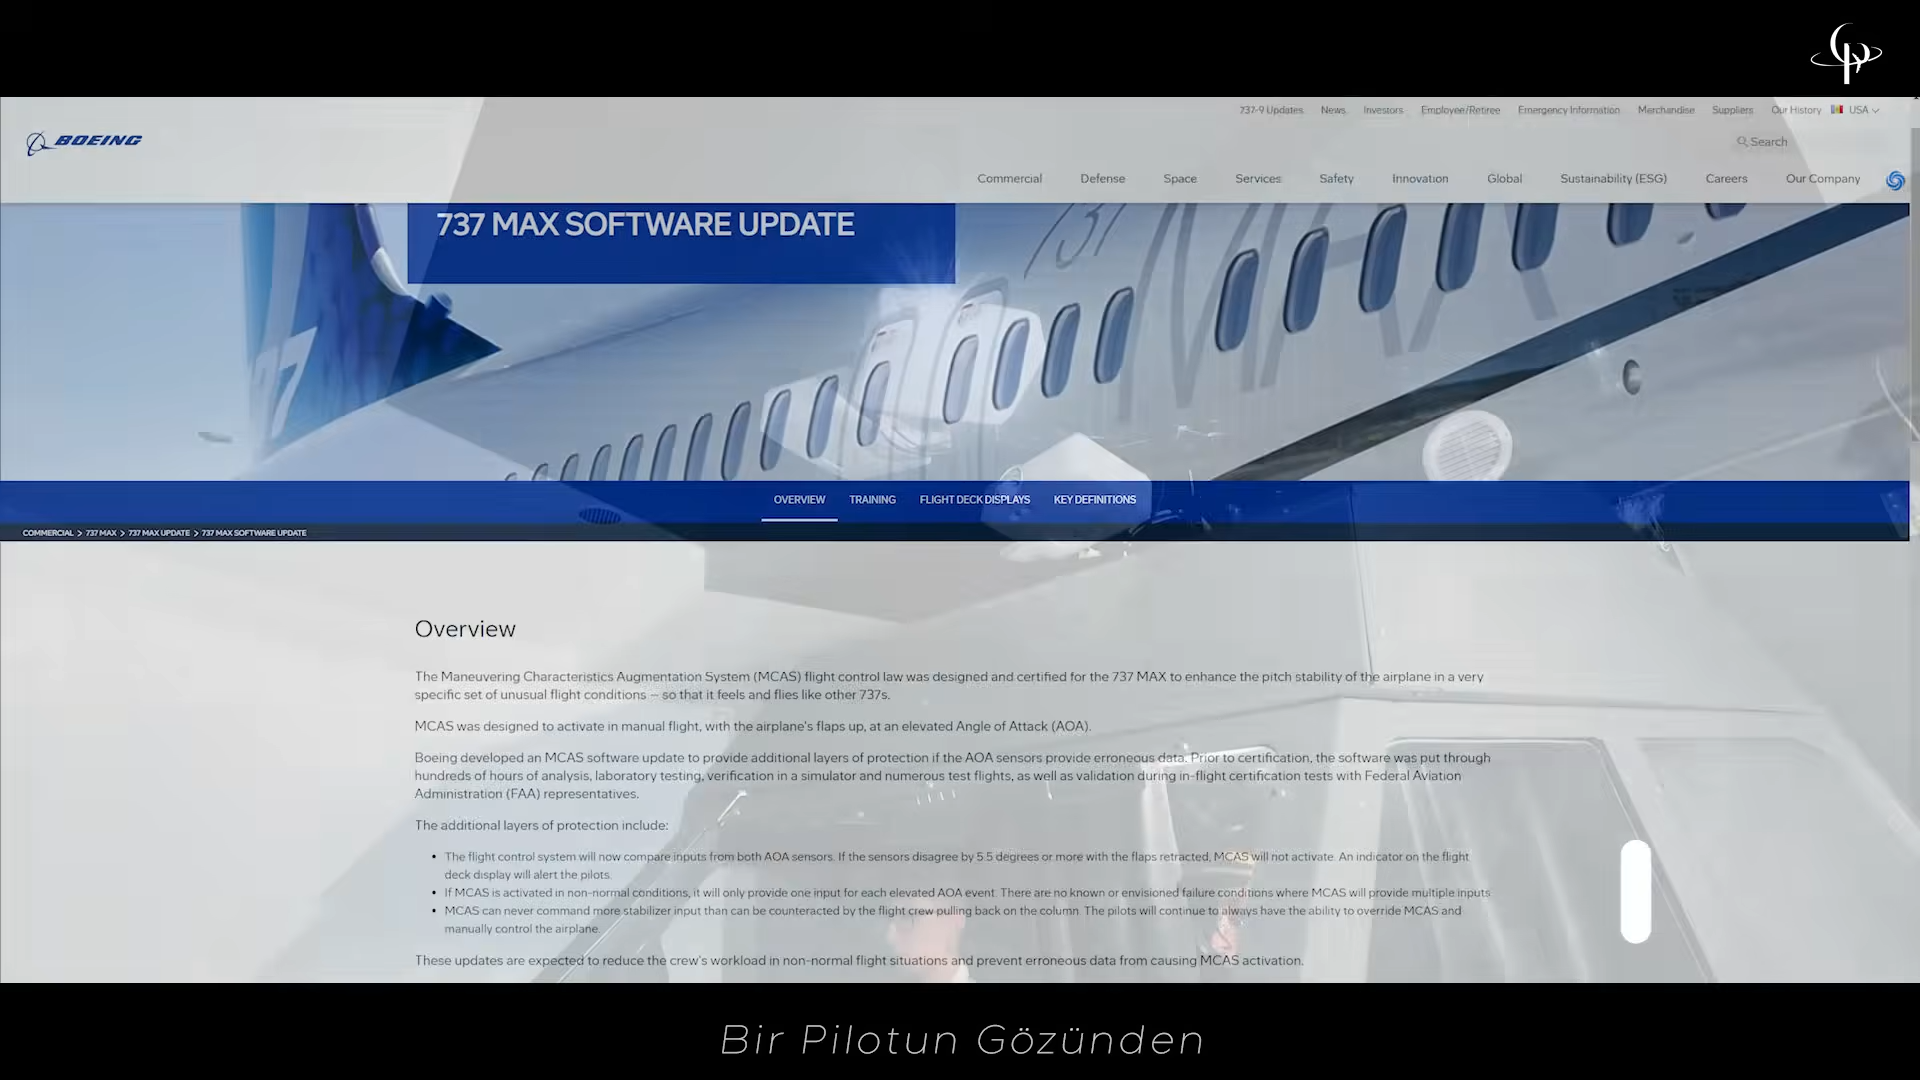 737-9 Updates News Investors Employee/Retiree Emergency Information Merchandise Suppliers Our History USA
BOEING
Search
Commercial Defense Space Services Safety Innovation Global Sustainability (ESG) Careers Our Company
737 MAX SOFTWARE UPDATE
737
OVERVIEW TRAINING FLIGHT DECK DISPLAYS KEY DEFINITIONS
COMMERCIAL > 737 MAX > 737 MAX UPDATE > 737 MAX SOFTWARE UPDATE
Overview
The Maneuvering Characteristics Augmentation System (MCAS) flight control law was designed and certified for the 737 MAX to enhance the pitch stability of the airplane in a very
specific set of unusual flight conditions – so that it feels and flies like other 737s.
MCAS was designed to activate in manual flight, with the airplane's flaps up, at an elevated Angle of Attack (AOA).
Boeing developed an MCAS software update to provide additional layers of protection if the AOA sensors provide erroneous data. Prior to certification, the software was put through
hundreds of hours of analysis, laboratory testing, verification in a simulator and numerous test flights, as well as validation during in-flight certification tests with Federal Aviation
Administration (FAA) representatives.
The additional layers of protection include:
• The flight control system will now compare inputs from both AOA sensors. If the sensors disagree by 5.5 degrees or more with the flaps retracted, MCAS will not activate. An indicator on the flight
deck display will alert the pilots.
• If MCAS is activated in non-normal conditions, it will only provide one input for each elevated AOA event. There are no known or envisioned failure conditions where MCAS will provide multiple inputs.
• MCAS can never command more stabilizer input than can be counteracted by the flight crew pulling back on the column. The pilots will continue to always have the ability to override MCAS and
manually control the airplane.
These updates are expected to reduce the crew's workload in non-normal flight situations and prevent erroneous data from causing MCAS activation.
Bir Pilotun Gözünden